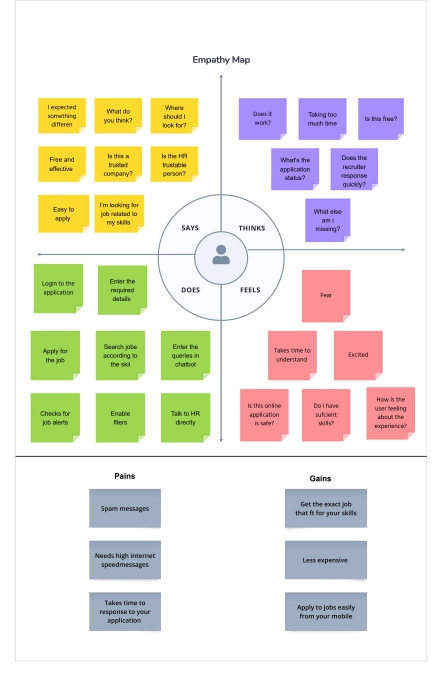 Empathy Map
I expected
something
differen
What do
you think?
Where
should I
look for?
Free and
effective
Is this a
trusted
company?
Is the HR
trustable
person?
Easy to
apply
I'm looking for
job related to
my skills
Does it
work?
Taking too
much time
Is this free?
What's the
application
status?
Does the
recruiter
response
quickly?
What else
am i
missing?
SAYS
THINKS
DOES
FEELS
Login to the
application
Enter the
required
details
Apply for
the job
Search jobs
according to
the skil
Enter the
queries in
chatbot
Checks for
job alerts
Enable
flters
Talk to HR
directly
Fear
Takes time to
understand
Excited
Is this online
application
is safe?
Do I have
sufcient
skills?
How is the
user feeling
about the
experience?
Pains
Spam messages
Needs high internet
speedmessages
Takes time to
response to your
application
Gains
Get the exact job
that ft for your skills
Less expensive
Apply to jobs easily
from your mobile